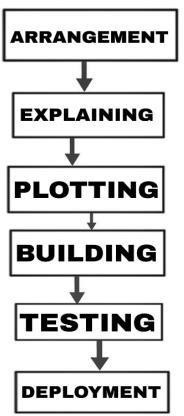 ARRANGEMENT
EXPLAINING
PLOTTING
BUILDING
TESTING
DEPLOYMENT